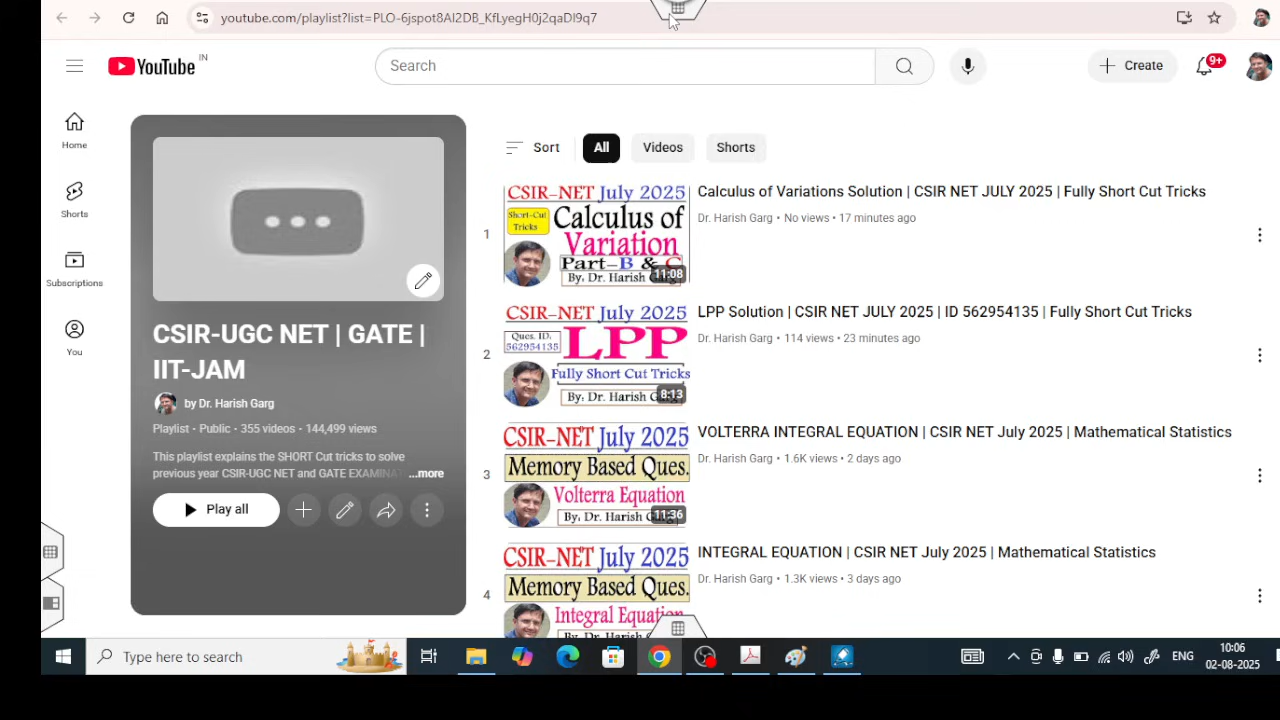 youtube.com/playlist?list=PLO-6jspot8Al2DB_KfLyegH0j2qaDl9q7
YouTube IN
Search
Create
9+
Home
Shorts
Subscriptions
You
CSIR-UGC NET | GATE |
IIT-JAM
by Dr. Harish Garg
Playlist • Public • 355 videos • 144,499 views
This playlist explains the SHORT Cut tricks to solve
previous year CSIR-UGC NET and GATE EXAMINA ...more
Play all
Sort
All
Videos
Shorts
1
CSIR-NET July 2025
Short-Cut
Tricks
Calculus of
Variation
Part-B & C
By: Dr. Harish Garg
11:08
Calculus of Variations Solution | CSIR NET JULY 2025 | Fully Short Cut Tricks
Dr. Harish Garg • No views • 17 minutes ago
2
CSIR-NET July 2025
Ques. ID:
562954135
LPP
Fully Short Cut Tricks
By: Dr. Harish Garg
8:13
LPP Solution | CSIR NET JULY 2025 | ID 562954135 | Fully Short Cut Tricks
Dr. Harish Garg • 114 views • 23 minutes ago
3
CSIR-NET July 2025
Memory Based Ques.
Volterra Equation
By: Dr. Harish
11:36
VOLTERRA INTEGRAL EQUATION | CSIR NET July 2025 | Mathematical Statistics
Dr. Harish Garg • 1.6K views • 2 days ago
4
CSIR-NET July 2025
Memory Based Ques.
Integral Equation
INTEGRAL EQUATION | CSIR NET July 2025 | Mathematical Statistics
Dr. Harish Garg • 1.3K views • 3 days ago
Type here to search
ENG
10:06
02-08-2025